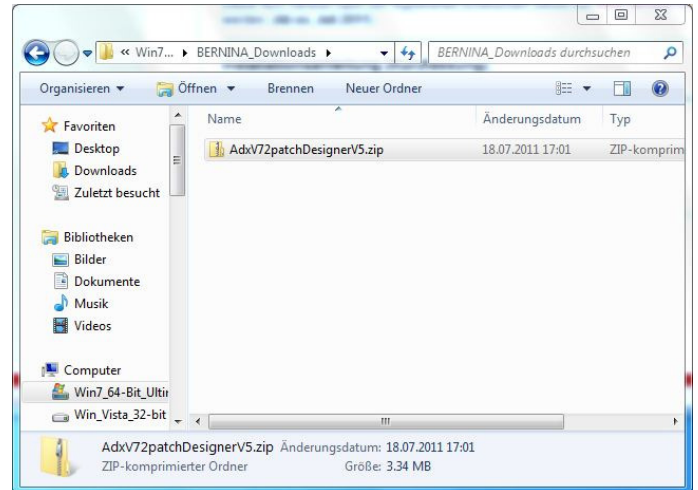 « Win7... ▸ BERNINA_Downloads ▸
BERNINA_Downloads durchsuchen
Organisieren Öffnen Brennen Neuer Ordner
Name Änderungsdatum Typ
AdxV72patchDesignerV5.zip 18.07.2011 17:01 ZIP-komprim
Favoriten
Desktop
Downloads
Zuletzt besucht
Bibliotheken
Bilder
Dokumente
Musik
Videos
Computer
Win7_64-Bit_Ultir
Win_Vista_32-bit
AdxV72patchDesignerV5.zip Änderungsdatum: 18.07.2011 17:01
ZIP-komprimierter Ordner Größe: 3.34 MB